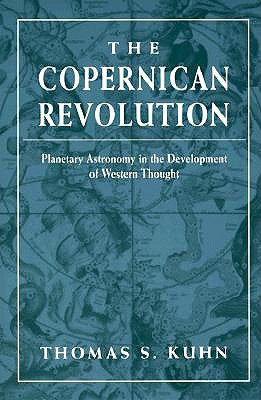 THE
COPERNICAN
REVOLUTION
Planetary Astronomy in the Development
of Western Thought
THOMAS S. KUHN